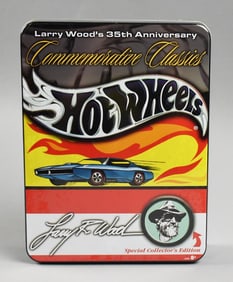 Larry Wood's 35th Anniversary
Commemorative Classics
Hot Wheels
Larry R Wood
Special Collector's Edition